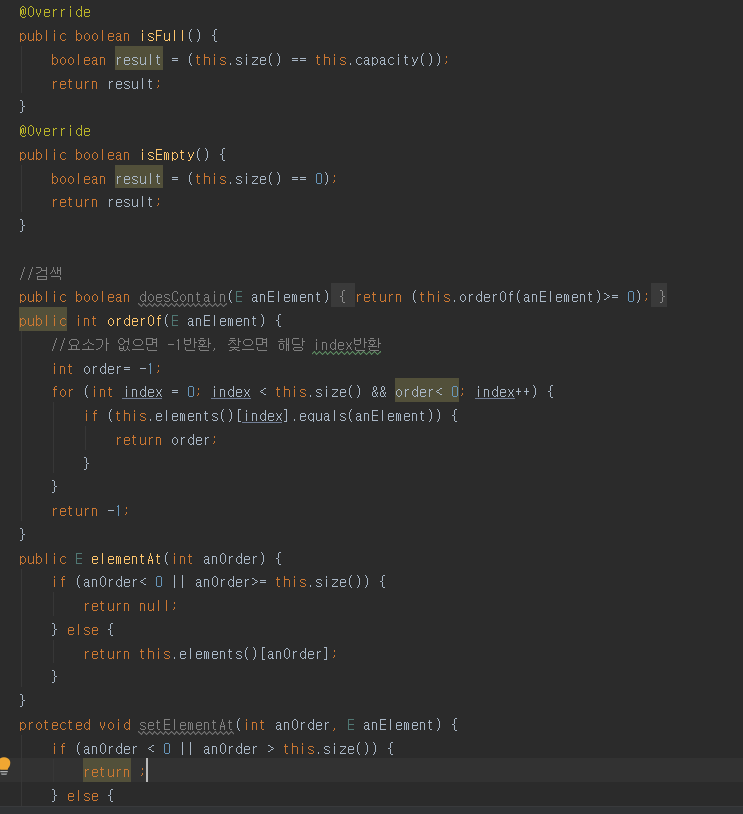 @Override
public boolean isFull() {
boolean result = (this.size() == this.capacity());
return result;
}
@Override
public boolean isEmpty() {
boolean result = (this.size() == 0);
return result;
}
//검색
public boolean doesContain(E anElement) { return (this.orderOf(anElement)>= 0); }
public int orderOf(E anElement) {
//요소가 없으면 -1반환, 찾으면 해당 index반환
int order= -1;
for (int index = 0; index < this.size() && order< 0; index++) {
if (this.elements()[index].equals(anElement)) {
return order;
}
}
return -1;
}
public E elementAt(int anOrder) {
if (anOrder< 0 || anOrder>= this.size()) {
return null;
} else {
return this.elements()[anOrder];
}
}
protected void setElementAt(int anOrder, E anElement) {
if (anOrder < 0 || anOrder > this.size()) {
return ;
} else {